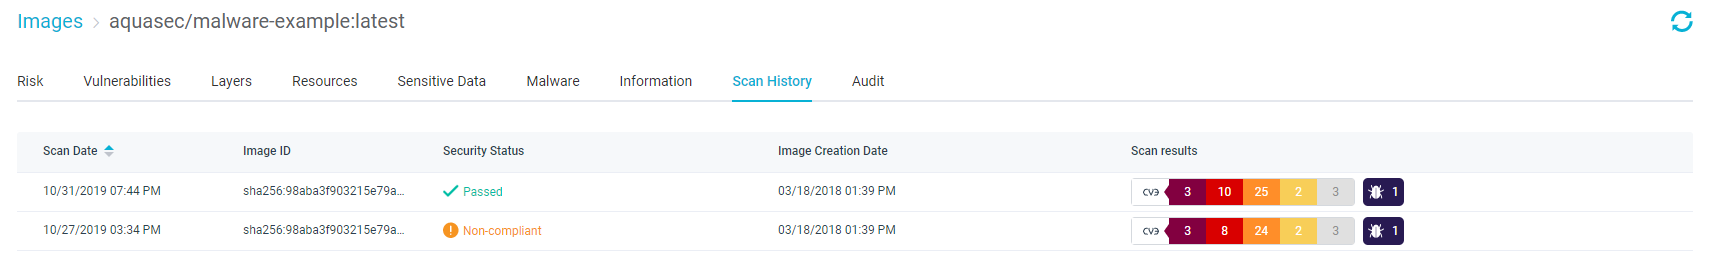 Images > aquasec/malware-example:latest
Risk Vulnerabilities Layers Resources Sensitive Data Malware Information Scan History Audit
Scan Date Image ID Security Status Image Creation Date Scan results
10/31/2019 07:44 PM sha256:98aba3f903215e79a... Passed 03/18/2018 01:39 PM CVE 3 10 25 2 3 1
10/27/2019 03:34 PM sha256:98aba3f903215e79a... Non-compliant 03/18/2018 01:39 PM CVE 3 8 24 2 3 1